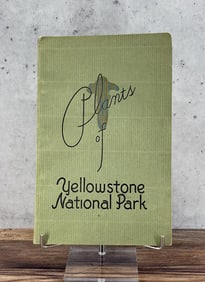 Plants
of
Yellowstone
National Park